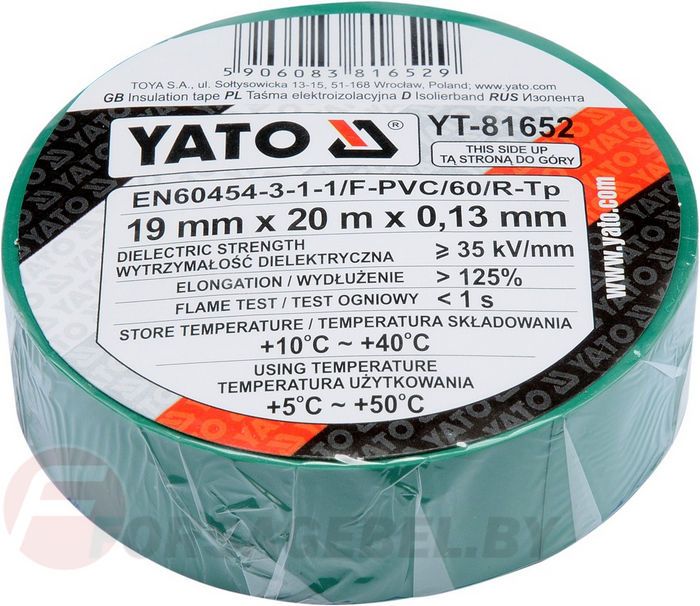 5 906083 816529
TOYA S.A., ul. Sołtysowicka 13-15, 51-168 Wrocław, Poland; www.yato.com
GB Insulation tape PL Taśma elektroizolacyjna D Isolierband RUS Изолента
YATO ® YT-81652
THIS SIDE UP
TĄ STRONĄ DO GÓRY
EN60454-3-1-1/F-PVC/60/R-Tp
19 mm x 20 m x 0,13 mm
DIELECTRIC STRENGTH
WYTRZYMAŁOŚĆ DIELEKTRYCZNA ⩾ 35 kV/mm
ELONGATION / WYDŁUŻENIE > 125%
FLAME TEST / TEST OGNIOWY < 1 s
STORE TEMPERATURE / TEMPERATURA SKŁADOWANIA
+10°C ~ +40°C
USING TEMPERATURE
TEMPERATURA UŻYTKOWANIA
+5°C ~ +50°C
www.yato.com
YATO
YATO
FORSAGEBEL.BY